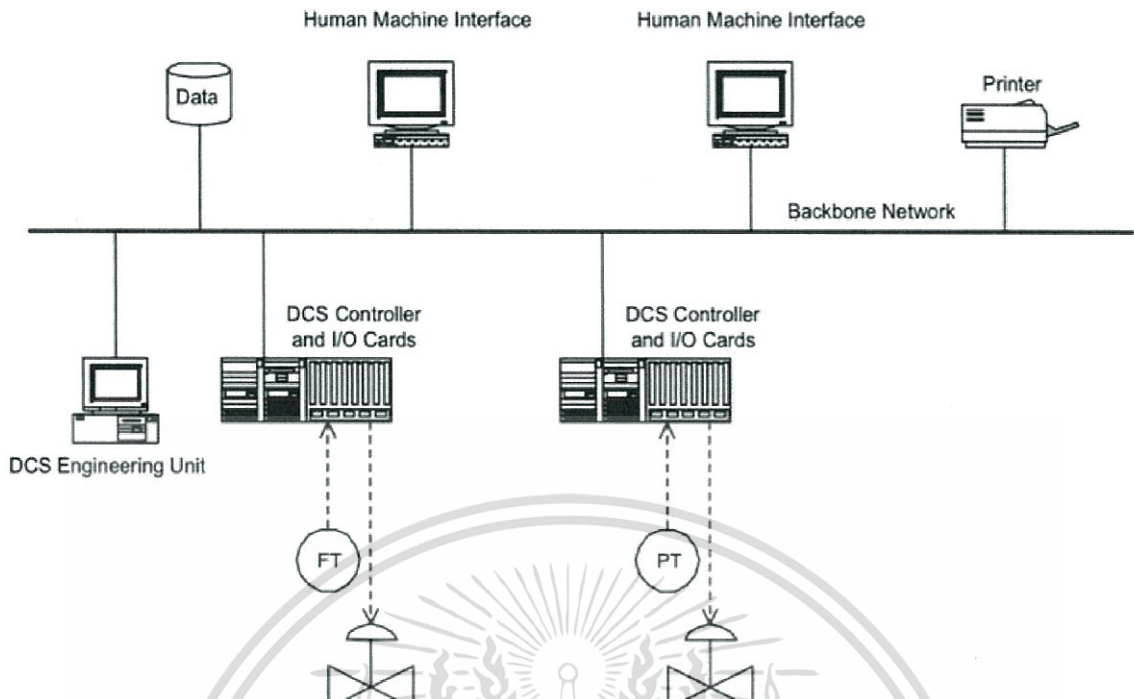 Human Machine Interface
Human Machine Interface
Data
Printer
Backbone Network
DCS Controller
and I/O Cards
DCS Controller
and I/O Cards
DCS Engineering Unit
FT
PT